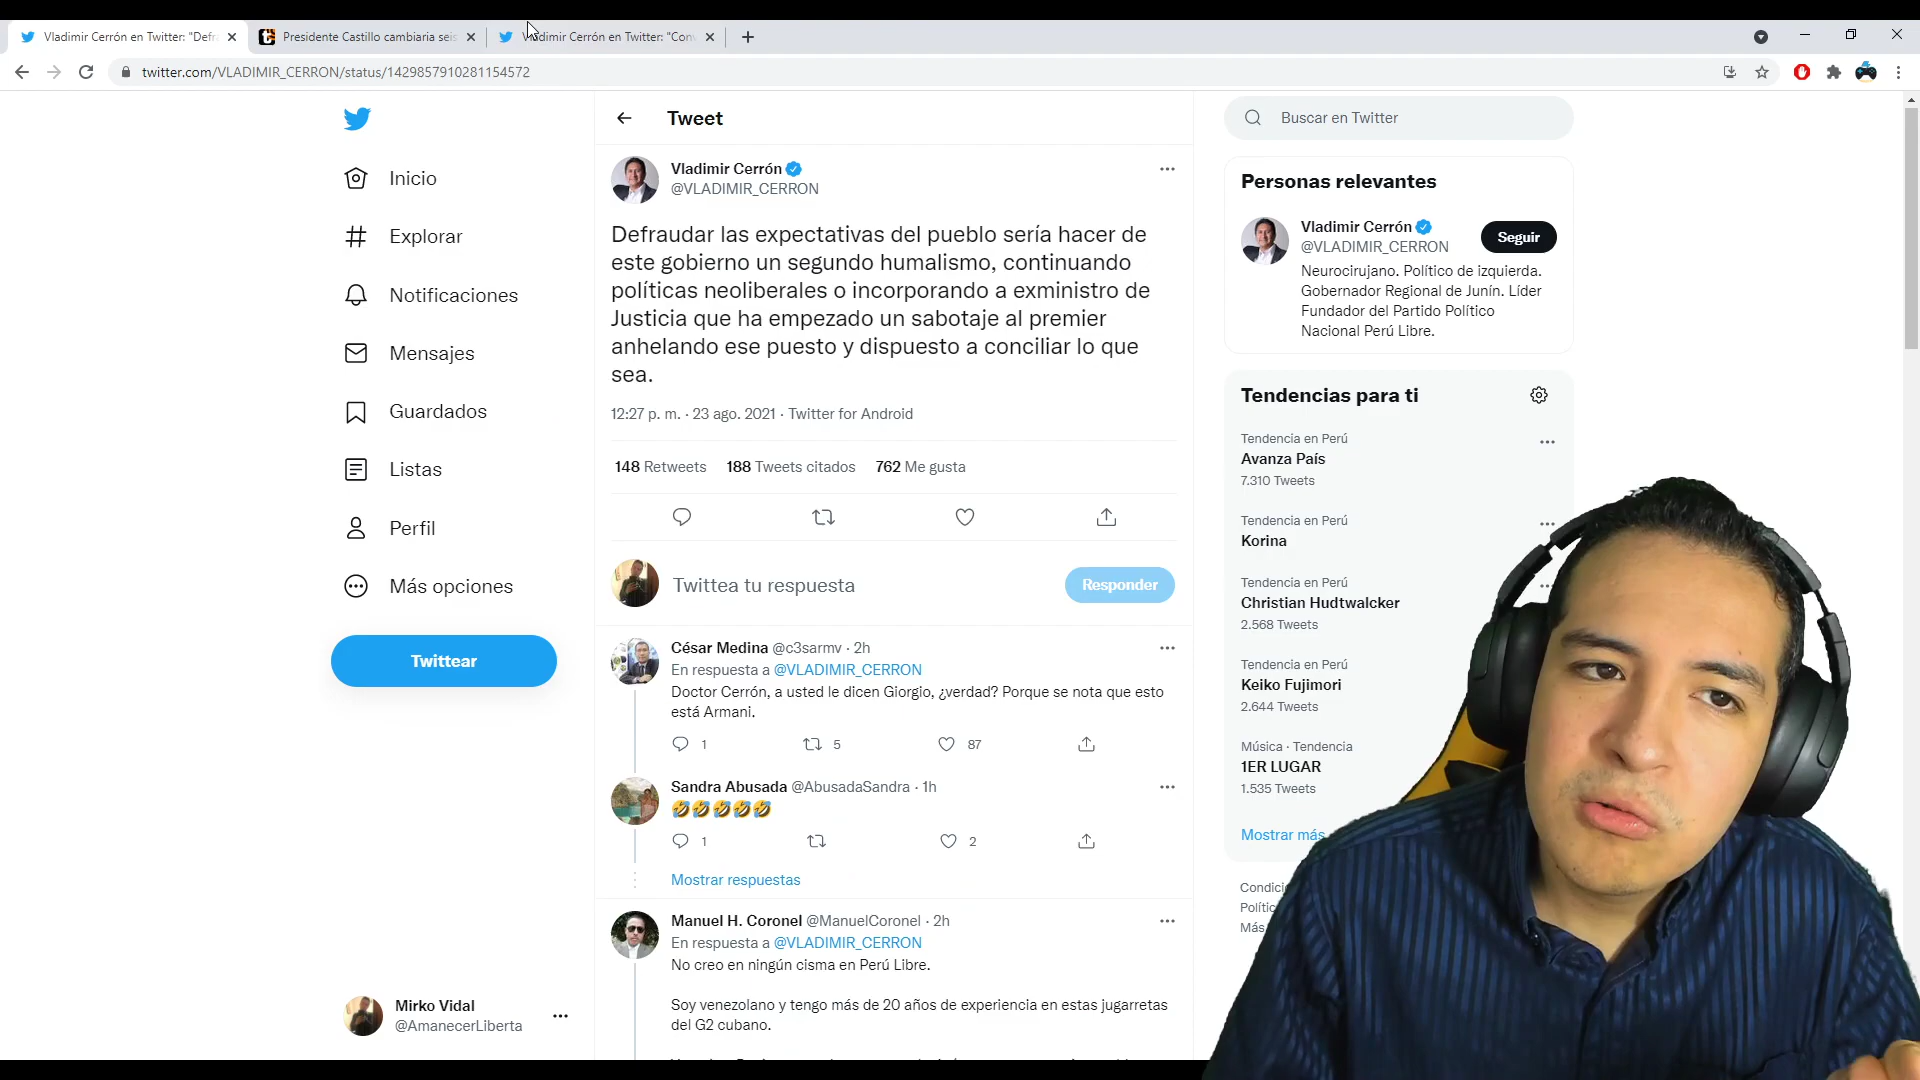 Vladimir Cerrón en Twitter: "Defr
Presidente Castillo cambiaria seis
Vladimir Cerrón en Twitter: "Con
twitter.com/VLADIMIR_CERRON/status/1429857910281154572
Inicio
Explorar
Notificaciones
Mensajes
Guardados
Listas
Perfil
Más opciones
Twittear
Mirko Vidal
@AmanecerLiberta
Tweet
Vladimir Cerrón
@VLADIMIR_CERRON
Defraudar las expectativas del pueblo sería hacer de
este gobierno un segundo humalismo, continuando
políticas neoliberales o incorporando a exministro de
Justicia que ha empezado un sabotaje al premier
anhelando ese puesto y dispuesto a conciliar lo que
sea.
12:27 p. m. · 23 ago. 2021 · Twitter for Android
148 Retweets 188 Tweets citados 762 Me gusta
Twittea tu respuesta
Responder
César Medina @c3sarmv · 2h
En respuesta a @VLADIMIR_CERRON
Doctor Cerrón, a usted le dicen Giorgio, ¿verdad? Porque se nota que esto
está Armani.
1 5 87
Sandra Abusada @AbusadaSandra · 1h
🤣🤣🤣🤣🤣
1 2
Mostrar respuestas
Manuel H. Coronel @ManuelCoronel · 2h
En respuesta a @VLADIMIR_CERRON
No creo en ningún cisma en Perú Libre.
Soy venezolano y tengo más de 20 años de experiencia en estas jugarretas
del G2 cubano.
Buscar en Twitter
Personas relevantes
Vladimir Cerrón
@VLADIMIR_CERRON
Seguir
Neurocirujano. Político de izquierda.
Gobernador Regional de Junín. Líder
Fundador del Partido Político
Nacional Perú Libre.
Tendencias para ti
Tendencia en Perú
Avanza País
7.310 Tweets
Tendencia en Perú
Korina
Tendencia en Perú
Christian Hudtwalcker
2.568 Tweets
Tendencia en Perú
Keiko Fujimori
2.644 Tweets
Música · Tendencia
1ER LUGAR
1.535 Tweets
Mostrar más
Condici
Polític
Más